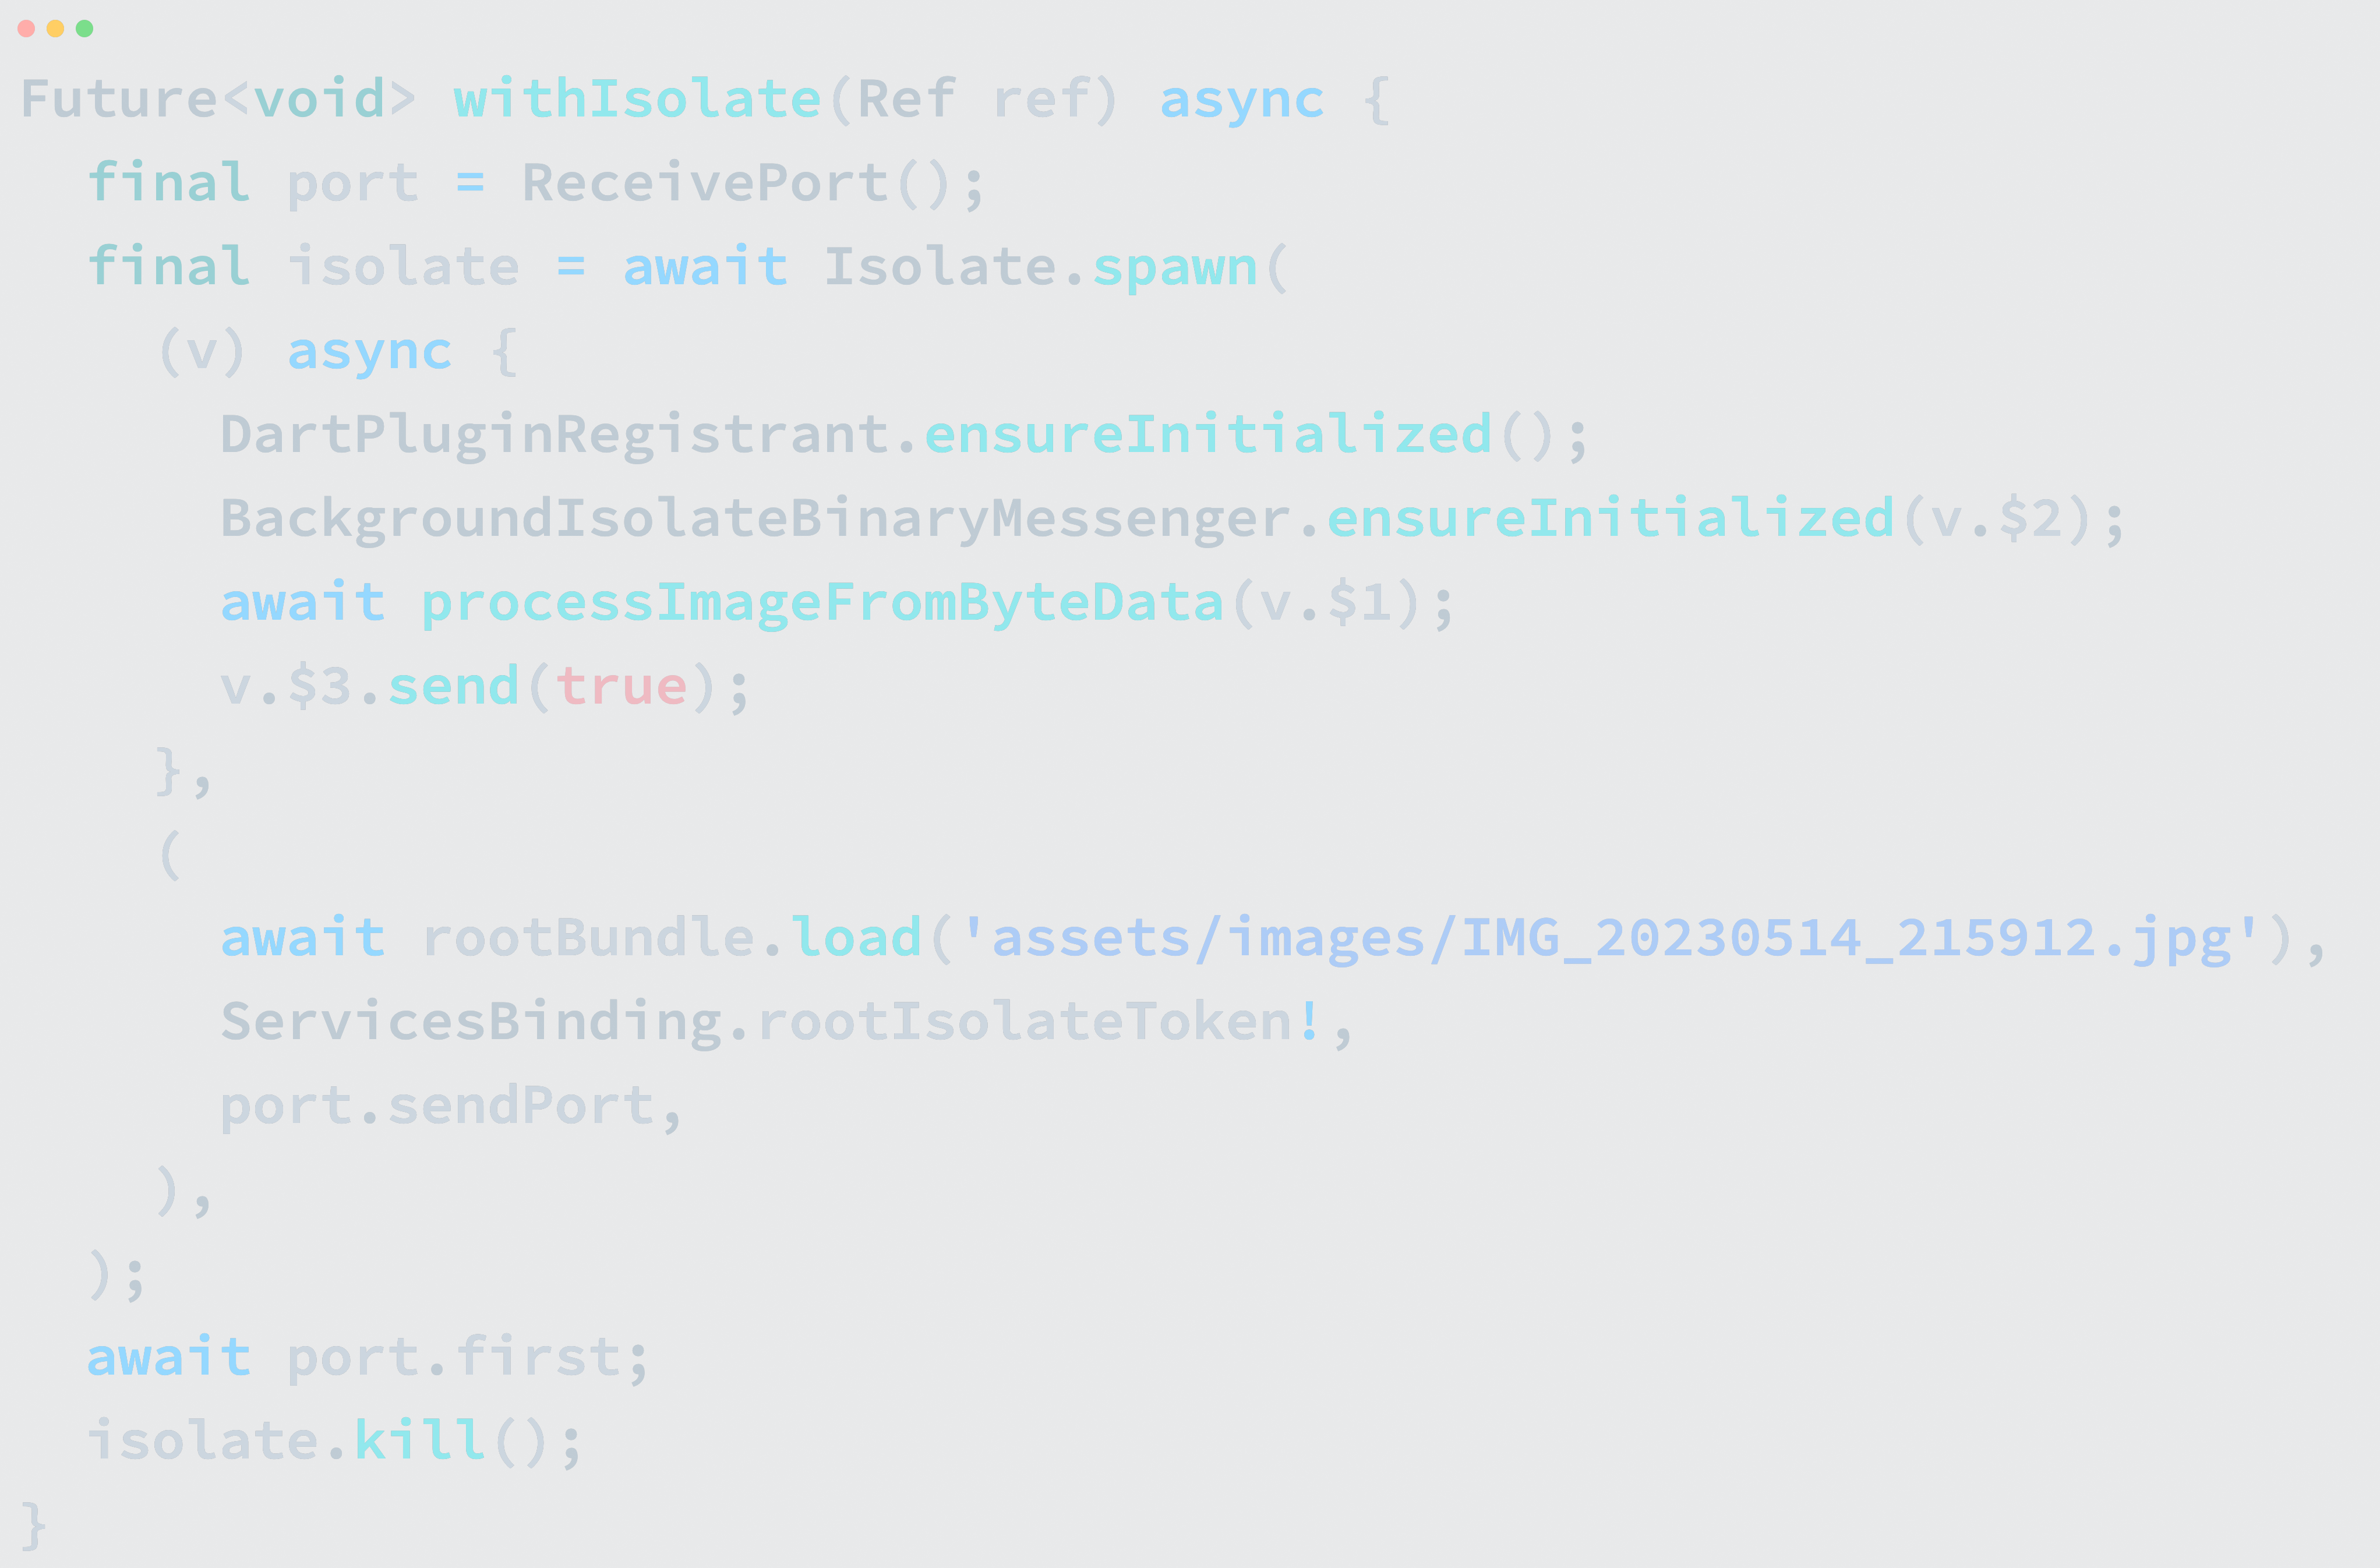 Future<void> withIsolate(Ref ref) async {
  final port = ReceivePort();
  final isolate = await Isolate.spawn(
    (v) async {
      DartPluginRegistrant.ensureInitialized();
      BackgroundIsolateBinaryMessenger.ensureInitialized(v.$2);
      await processImageFromByteData(v.$1);
      v.$3.send(true);
    },
    (
      await rootBundle.load('assets/images/IMG_20230514_215912.jpg'),
      ServicesBinding.rootIsolateToken!,
      port.sendPort,
    ),
  );
  await port.first;
  isolate.kill();
}